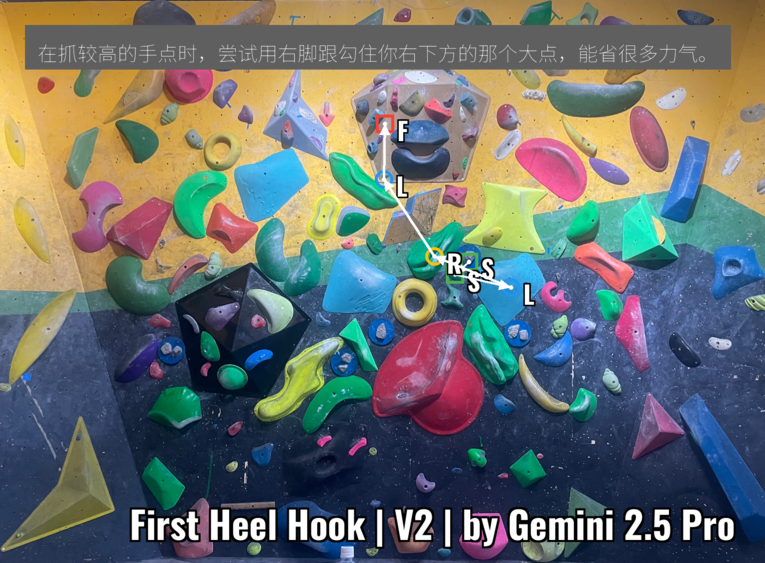 在抓较高的手点时，尝试用右脚跟勾住你右下方的那个大点，能省很多力气。
F
L
R
S
S
L
First Heel Hook | V2 | by Gemini 2.5 Pro